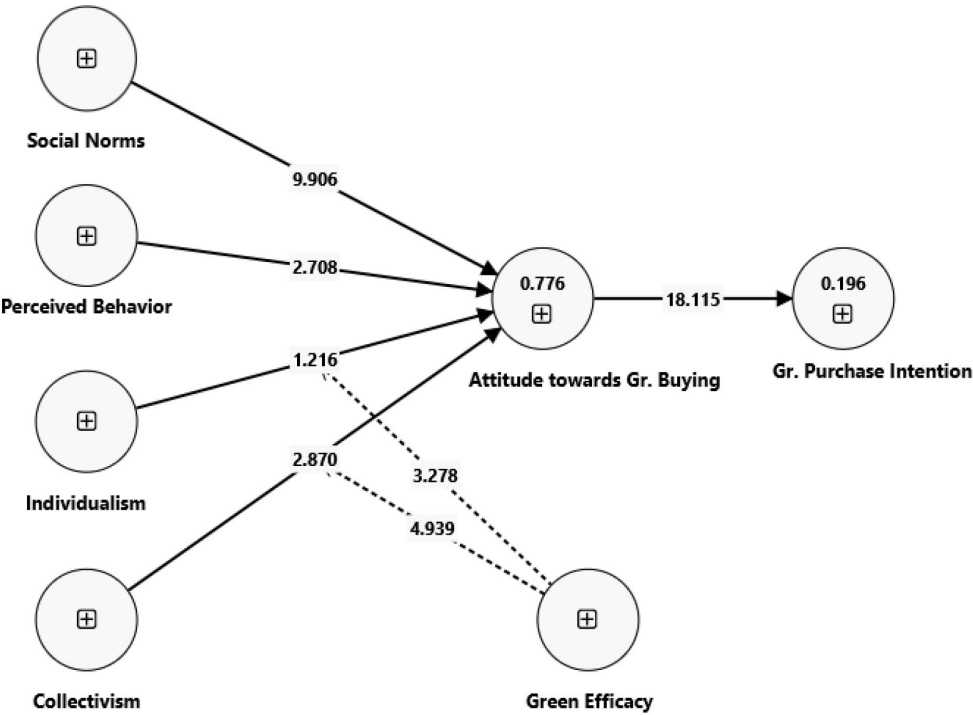 Social Norms
9.906
Perceived Behavior
2.708
0.776
Attitude towards Gr. Buying
18.115
0.196
Gr. Purchase Intention
1.216
Individualism
2.870
3.278
4.939
Collectivism
Green Efficacy